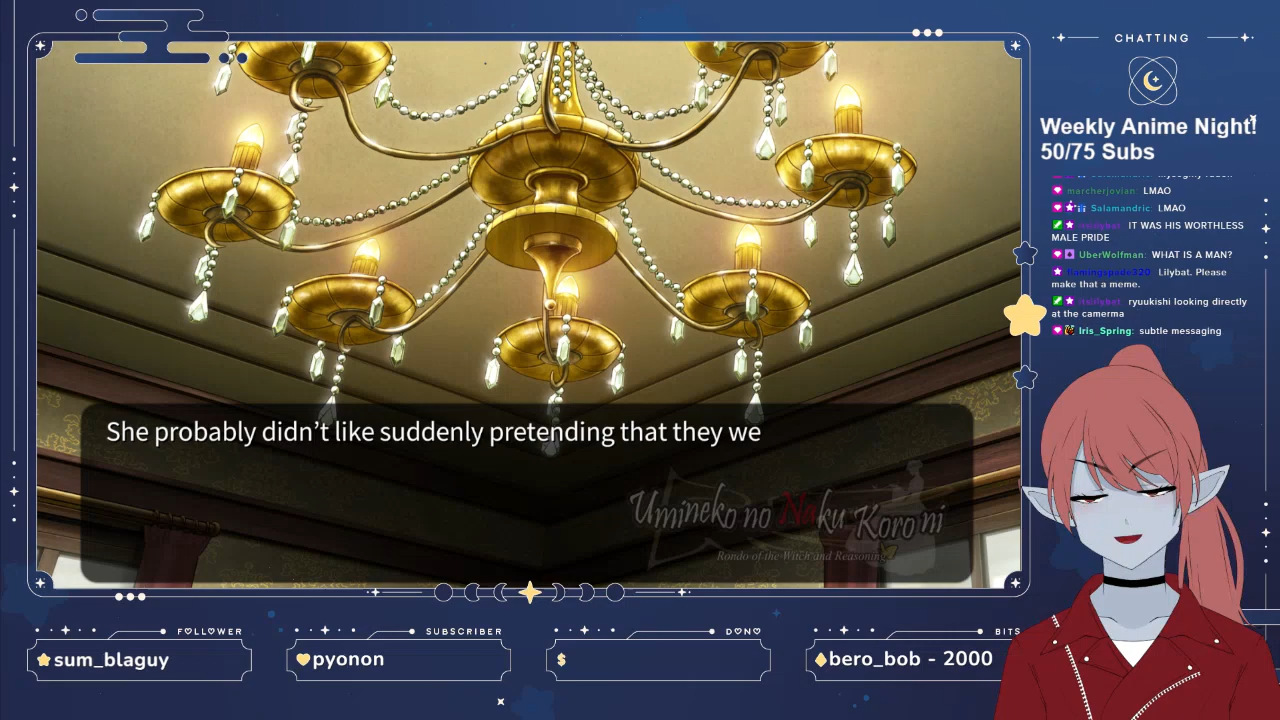 CHATTING
Weekly Anime Night!
50/75 Subs
marcherjovian: LMAO
Salamandric: LMAO
itslilybat: IT WAS HIS WORTHLESS
MALE PRIDE
UberWolfman: WHAT IS A MAN?
flamingspade320: Lilybat. Please
make that a meme.
itslilybat: ryuukishi looking directly
at the camerma
Iris_Spring: subtle messaging
She probably didn't like suddenly pretending that they we
Umineko no Naku Koro ni
Rondo of the Witch and Reasoning
FOLLOWER
sum_blaguy
SUBSCRIBER
pyonon
DONO
$
BITS
bero_bob - 2000